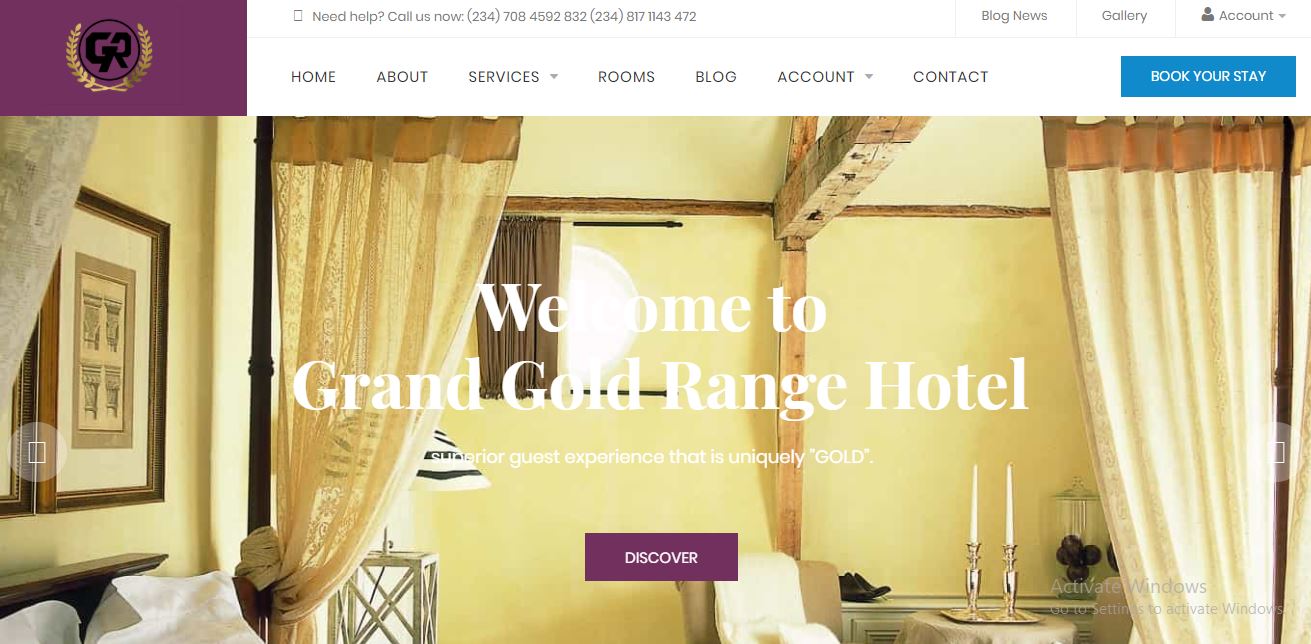 GR
Need help? Call us now: (234) 708 4592 832 (234) 817 1143 472
Blog News
Gallery
Account
HOME
ABOUT
SERVICES
ROOMS
BLOG
ACCOUNT
CONTACT
BOOK YOUR STAY
Welcome to
Grand Gold Range Hotel
superior guest experience that is uniquely "GOLD".
DISCOVER
Activate Windows
Go to Settings to activate Windows.